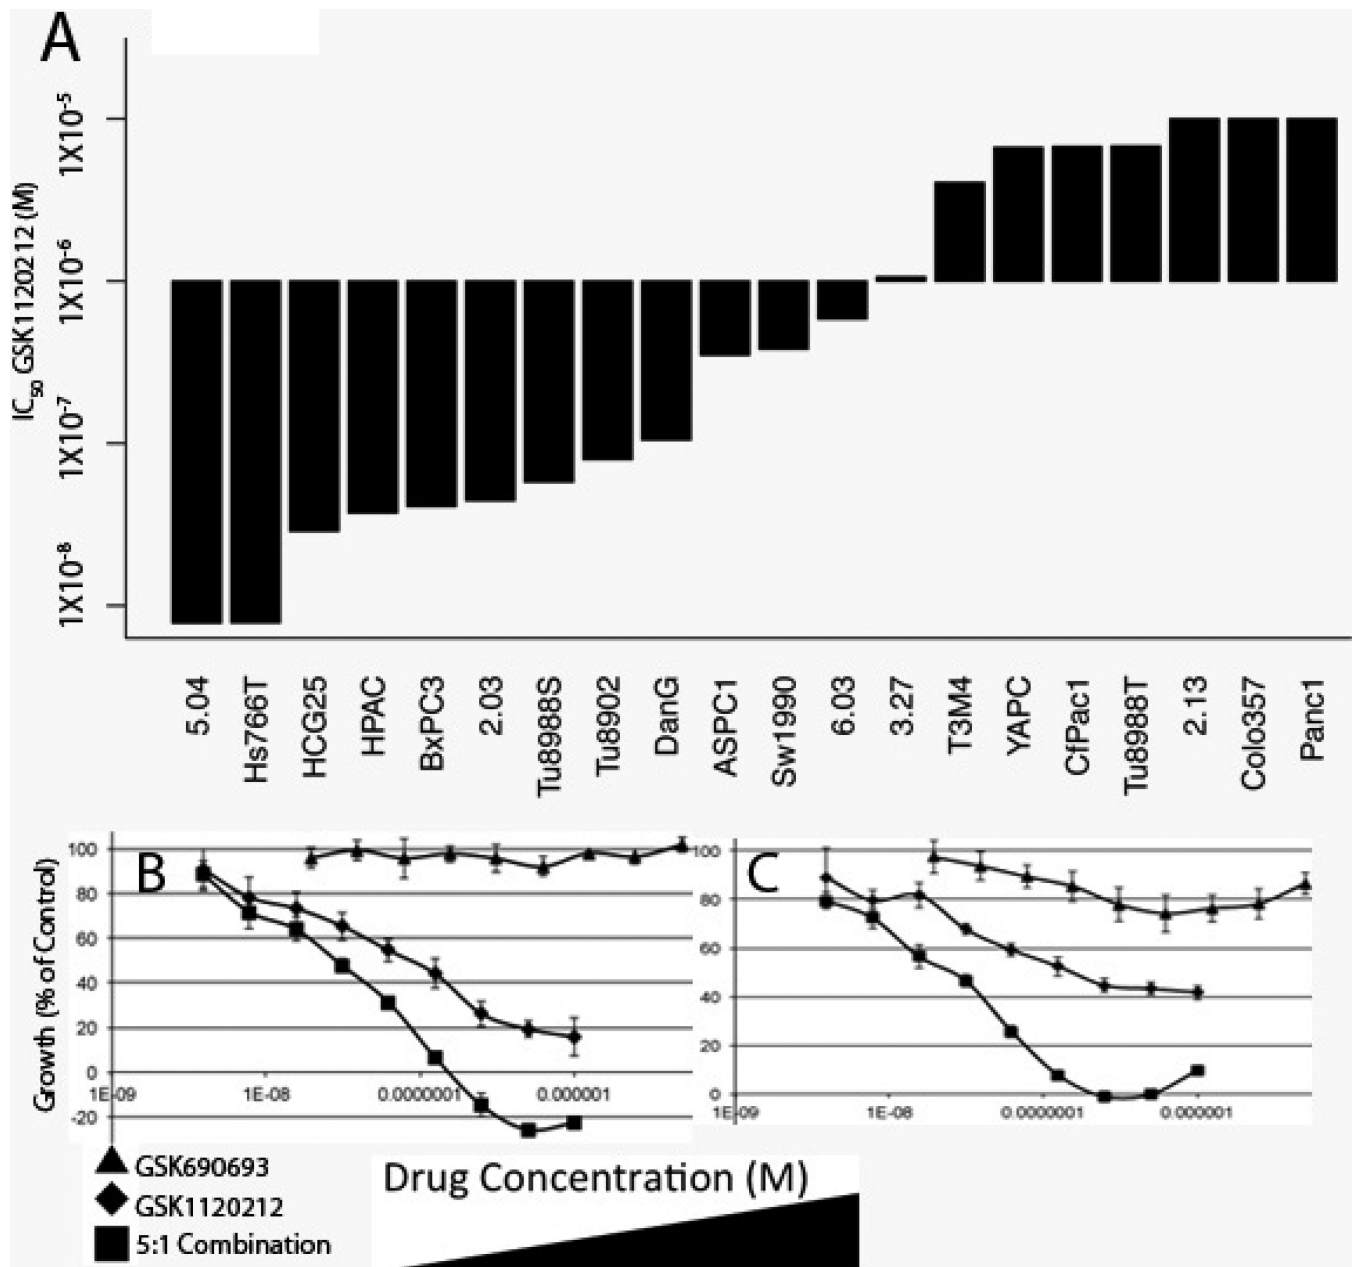 A
IC50 GSK1120212 (M)
1X10-5
1X10-6
1X10-7
1X10-8
5.04
Hs766T
HCG25
HPAC
BxPC3
2.03
Tu8988S
Tu8902
DanG
ASPC1
Sw1990
6.03
3.27
T3M4
YAPC
CfPac1
Tu8988T
2.13
Colo357
Panc1
B
Growth (% of Control)
100
80
60
40
20
0
-20
1E-09
1E-08
0.0000001
0.000001
C
100
80
60
40
20
0
1E-09
1E-08
0.0000001
0.000001
GSK690693
GSK1120212
5:1 Combination
Drug Concentration (M)